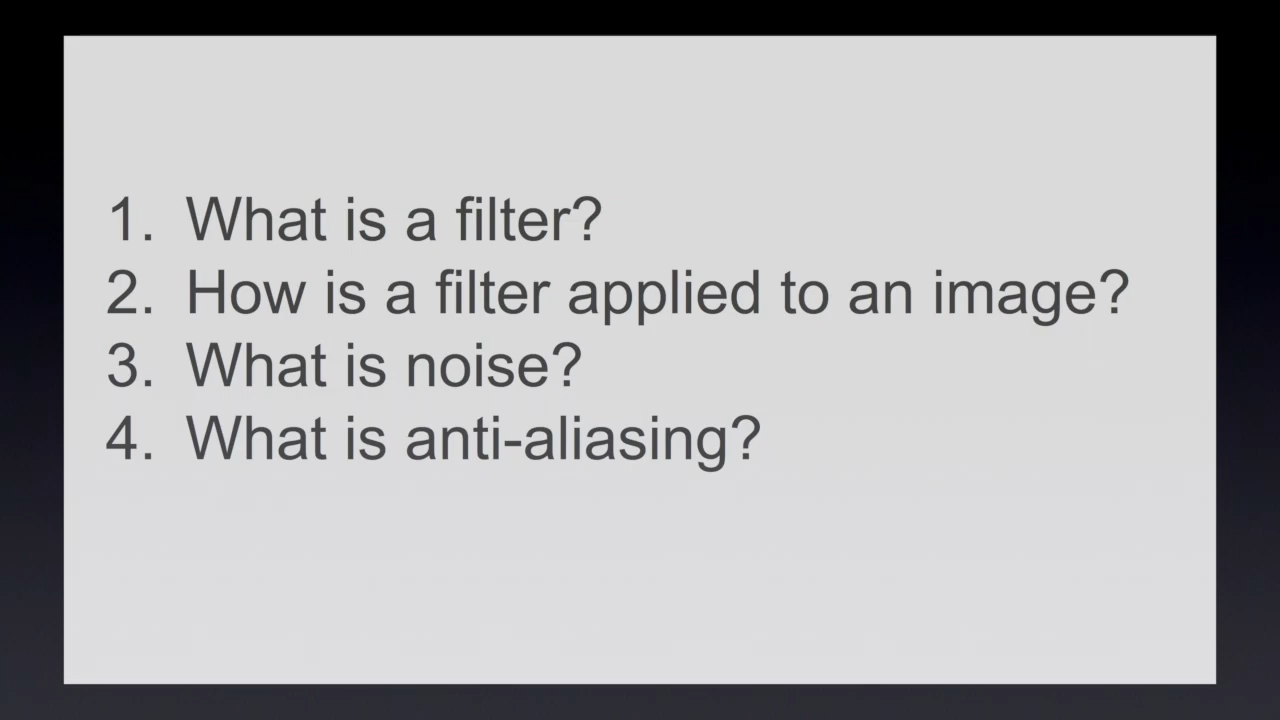 1. What is a filter?
2. How is a filter applied to an image?
3. What is noise?
4. What is anti-aliasing?